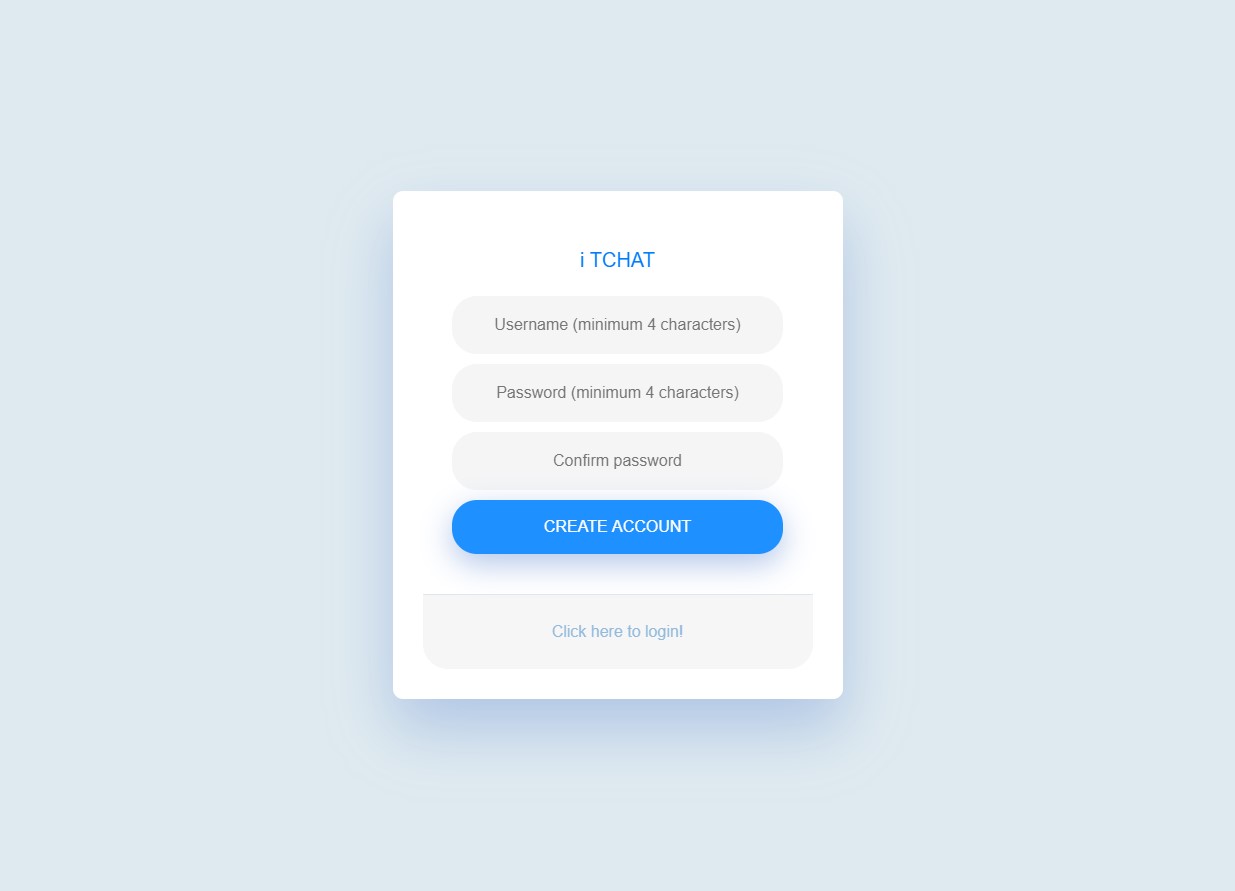 i TCHAT
Username (minimum 4 characters)
Password (minimum 4 characters)
Confirm password
CREATE ACCOUNT
Click here to login!